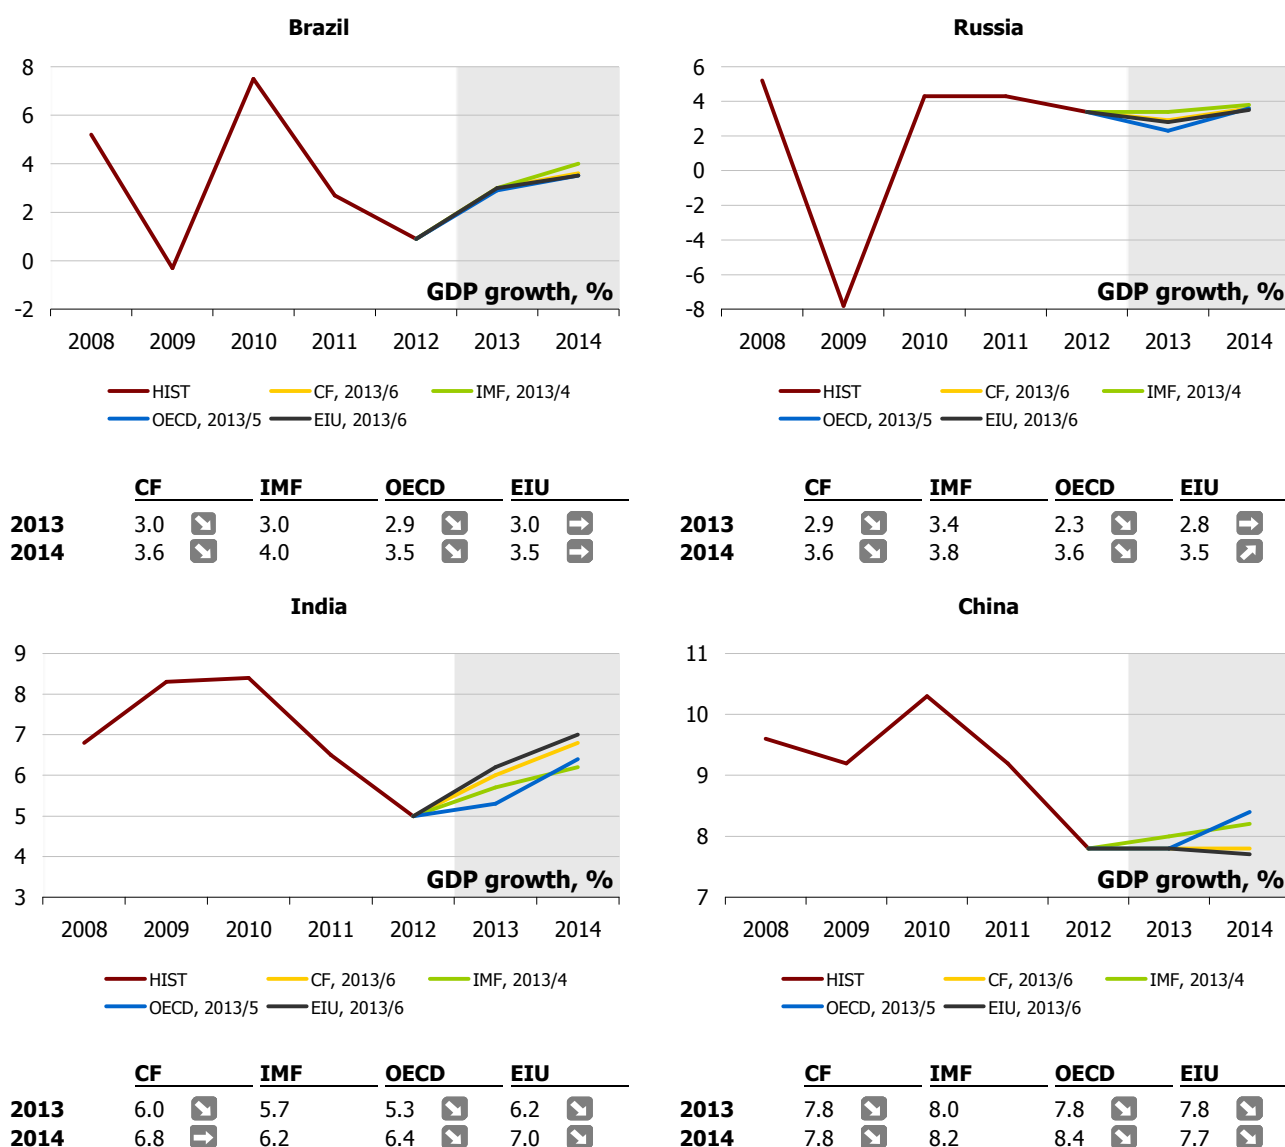 Brazil
8
6
4
2
0
-2
GDP growth, %
2008 2009 2010 2011 2012 2013 2014
HIST CF, 2013/6 IMF, 2013/4
OECD, 2013/5 EIU, 2013/6
CF IMF OECD EIU
2013 3.0 3.0 2.9 3.0
2014 3.6 4.0 3.5 3.5
Russia
6
4
2
0
-2
-4
-6
-8
GDP growth, %
2008 2009 2010 2011 2012 2013 2014
HIST CF, 2013/6 IMF, 2013/4
OECD, 2013/5 EIU, 2013/6
CF IMF OECD EIU
2013 2.9 3.4 2.3 2.8
2014 3.6 3.8 3.6 3.5
India
9
8
7
6
5
4
3
GDP growth, %
2008 2009 2010 2011 2012 2013 2014
HIST CF, 2013/6 IMF, 2013/4
OECD, 2013/5 EIU, 2013/6
CF IMF OECD EIU
2013 6.0 5.7 5.3 6.2
2014 6.8 6.2 6.4 7.0
China
11
10
9
8
7
GDP growth, %
2008 2009 2010 2011 2012 2013 2014
HIST CF, 2013/6 IMF, 2013/4
OECD, 2013/5 EIU, 2013/6
CF IMF OECD EIU
2013 7.8 8.0 7.8 7.8
2014 7.8 8.2 8.4 7.7